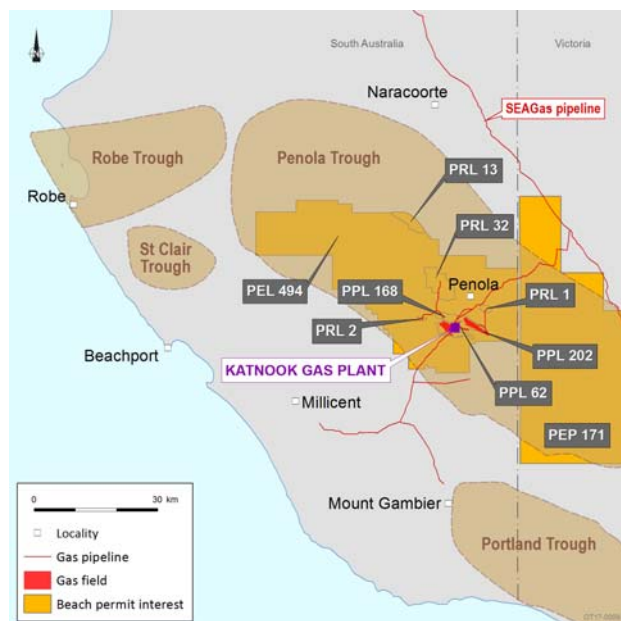 South Australia
Victoria
N
Naracoorte
SEAGas pipeline
Robe Trough
Penola Trough
PRL 13
Robe
PRL 32
St Clair
Trough
Penola
PEL 494
PPL 168
PRL 1
PRL 2
Beachport
PPL 202
KATNOOK GAS PLANT
PPL 62
Millicent
PEP 171
0
30 km
Locality
Gas pipeline
Gas field
Beach permit interest
Mount Gambier
Portland Trough